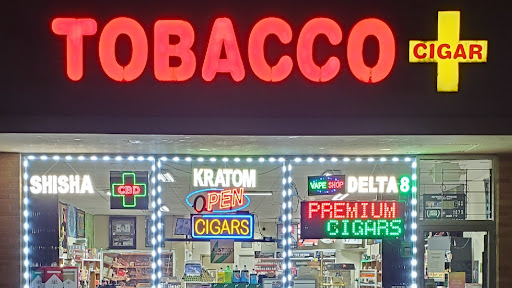 TOBACCO
CIGAR
SHISHA
CBD
KRATOM
OPEN
CIGARS
VAPE SHOP
DELTA 8
PREMIUM
CIGARS